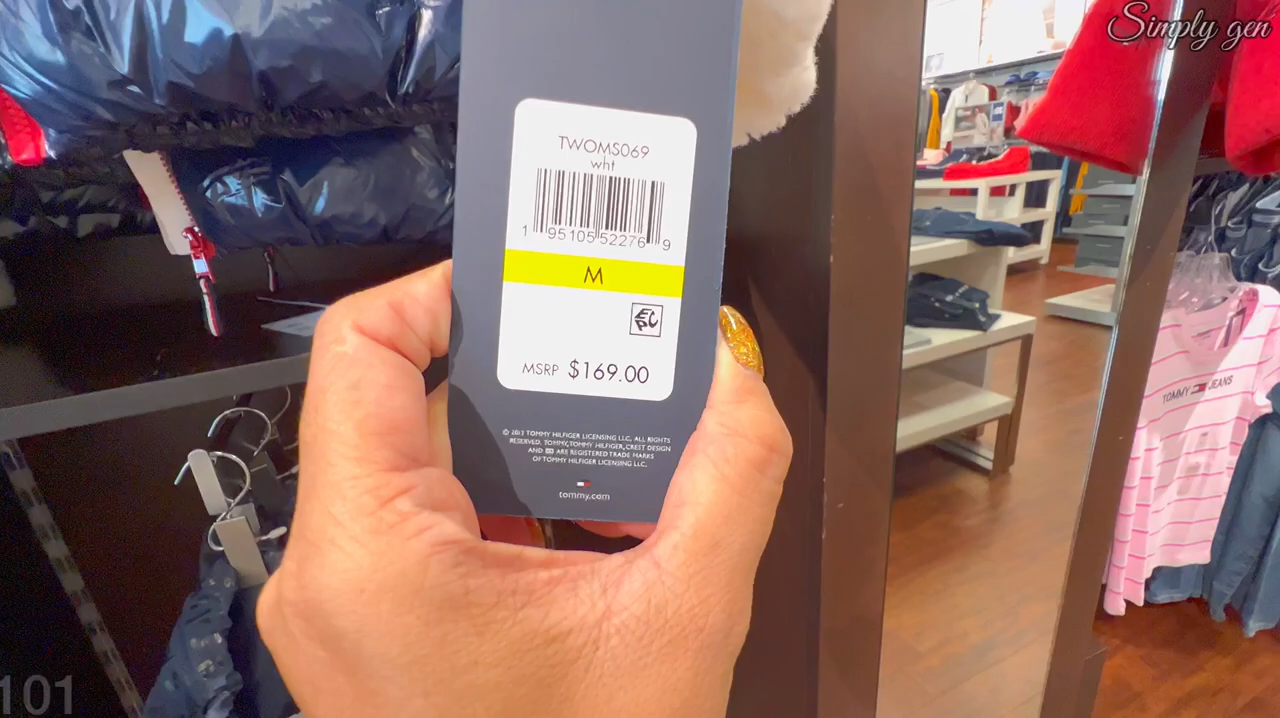 Simply gen
TWOMS069
wht
1 95105 52276 9
M
EPC
MSRP $169.00
© 2013 TOMMY HILFIGER LICENSING LLC, ALL RIGHTS
RESERVED. TOMMY, TOMMY HILFIGER, CREST DESIGN
AND ARE REGISTERED TRADE MARKS
OF TOMMY HILFIGER LICENSING LLC.
tommy.com
TOMMY JEANS
101